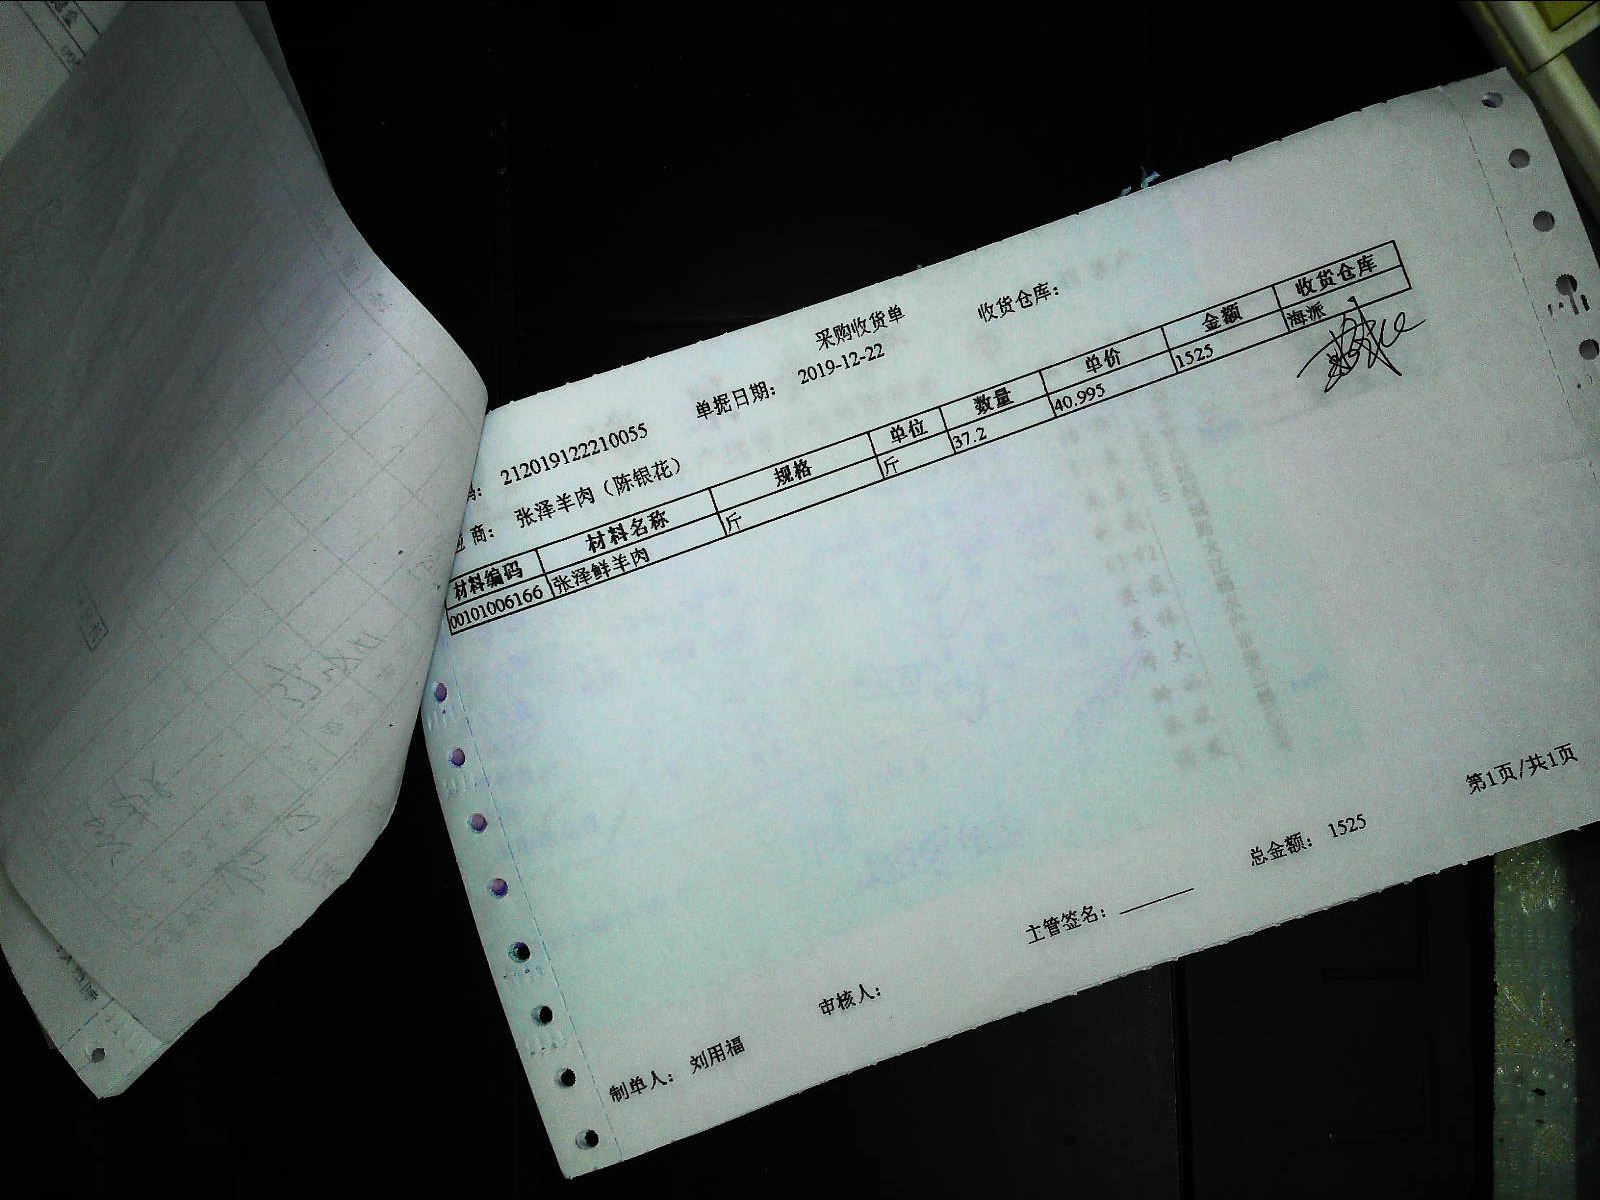 采购收货单
收货仓库：
码： 212019122210055 单据日期： 2019-12-22
应商： 张泽羊肉（陈银花）
材料编码 材料名称 规格 单位 数量 单价 金额 收货仓库
00101006166 张泽鲜羊肉 斤 斤 37.2 40.995 1525 海派
制单人： 刘用福 审核人： 主管签名： 总金额： 1525
第1页/共1页